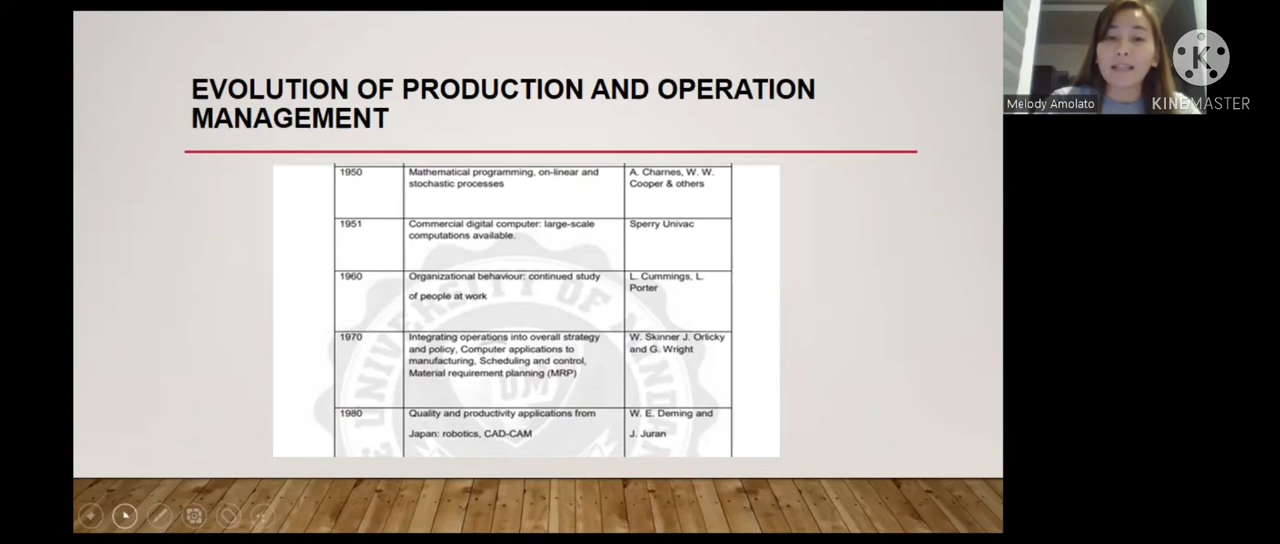 EVOLUTION OF PRODUCTION AND OPERATION
MANAGEMENT
1950
Mathematical programming, on-linear and
stochastic processes
A. Charnes, W. W.
Cooper & others
1951
Commercial digital computer: large-scale
computations available.
Sperry Univac
1960
Organizational behaviour: continued study
of people at work
L. Cummings, L.
Porter
1970
Integrating operations into overall strategy
and policy, Computer applications to
manufacturing, Scheduling and control,
Material requirement planning (MRP)
W. Skinner J. Orlicky
and G. Wright
1980
Quality and productivity applications from
Japan: robotics, CAD-CAM
W. E. Deming and
J. Juran
UNIVERSITY OF
UM
Melody Amolato
K
KINEMASTER